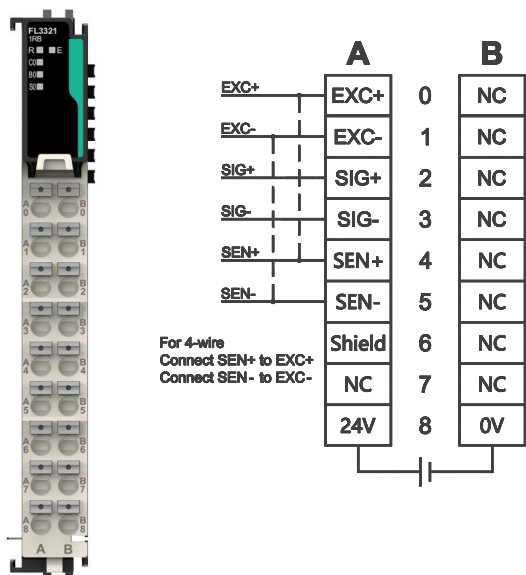 FL3321
1RB
R E
C0
B0
S0
A B
0 0
A B
1 1
A B
2 2
A B
3 3
A B
4 4
A B
5 5
A B
6 6
A B
7 7
A B
8 8
A B
A B
EXC+ EXC+ 0 NC
EXC- EXC- 1 NC
SIG+ SIG+ 2 NC
SIG- SIG- 3 NC
SEN+ SEN+ 4 NC
SEN- SEN- 5 NC
Shield 6 NC
NC 7 NC
24V 8 0V
For 4-wire
Connect SEN+ to EXC+
Connect SEN- to EXC-